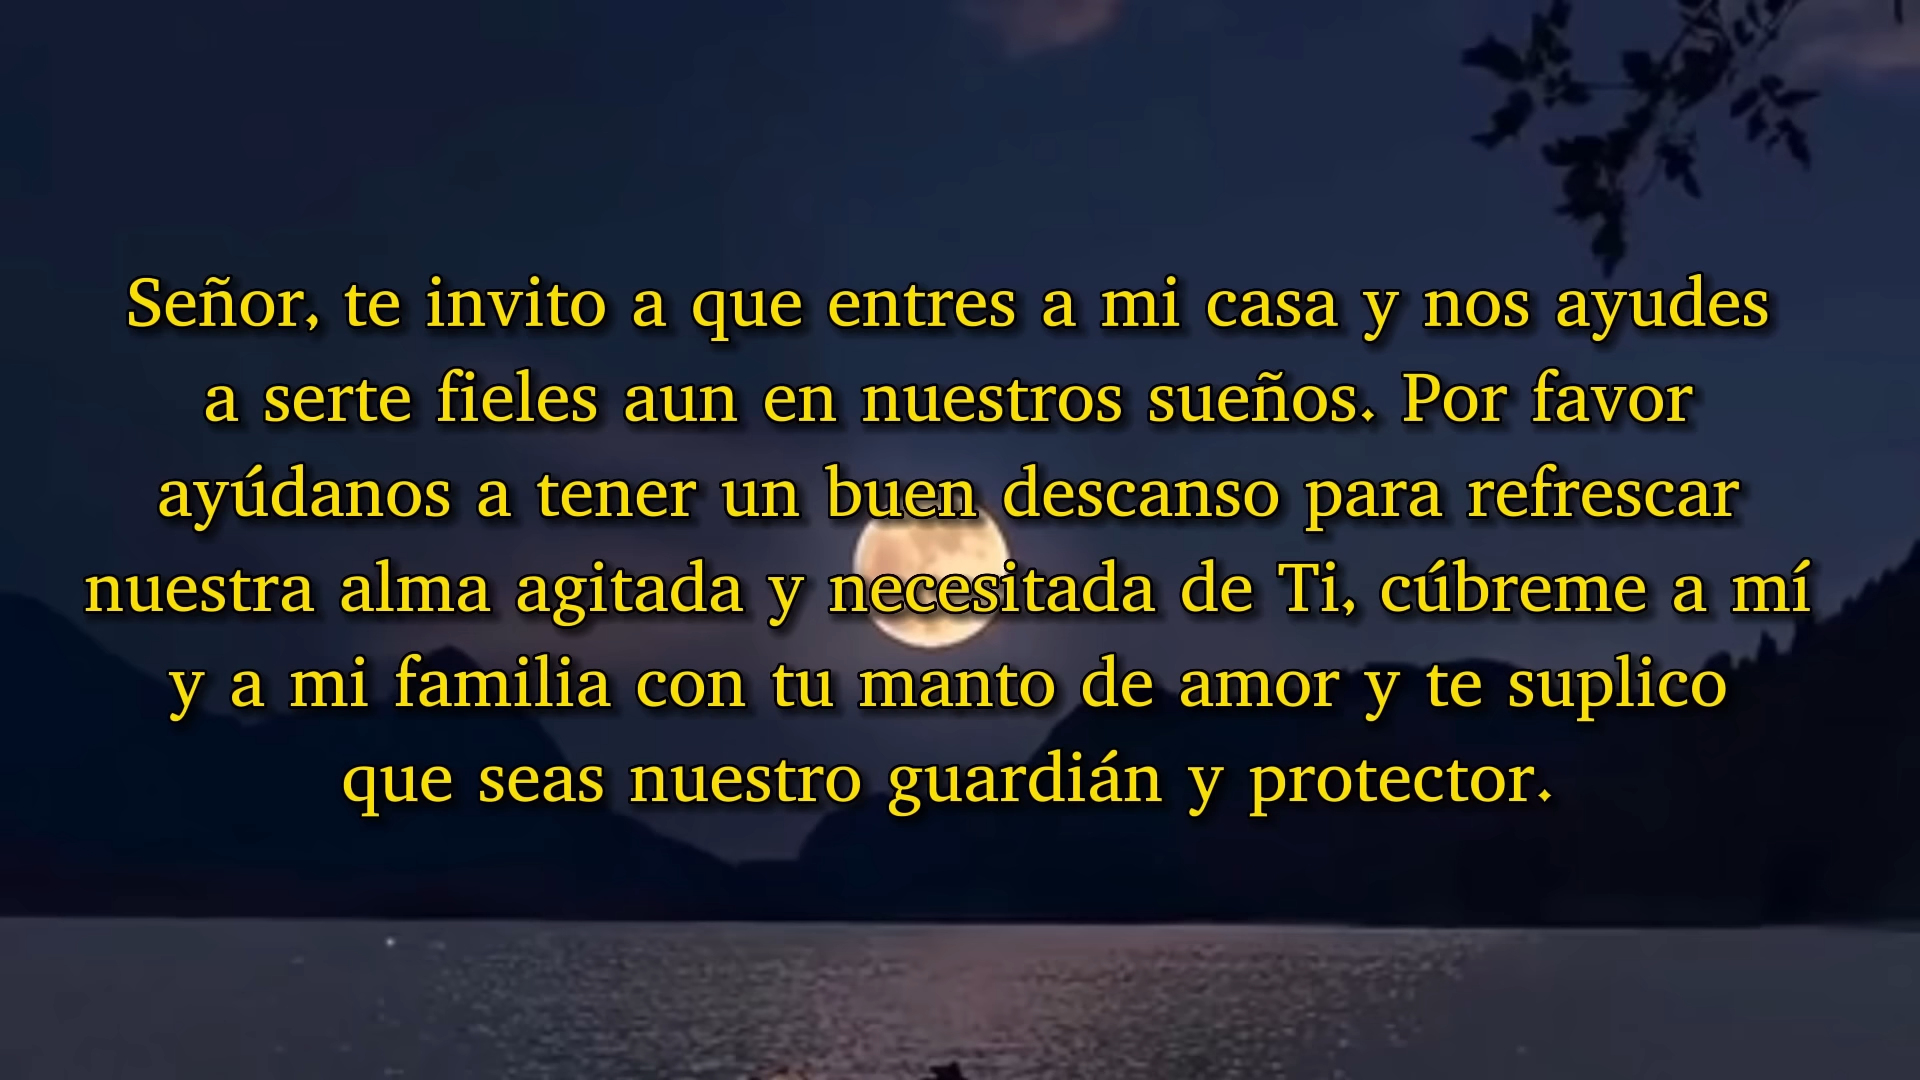 Señor, te invito a que entres a mi casa y nos ayudes
a serte fieles aun en nuestros sueños. Por favor
ayúdanos a tener un buen descanso para refrescar
nuestra alma agitada y necesitada de Ti, cúbreme a mí
y a mi familia con tu manto de amor y te suplico
que seas nuestro guardián y protector.